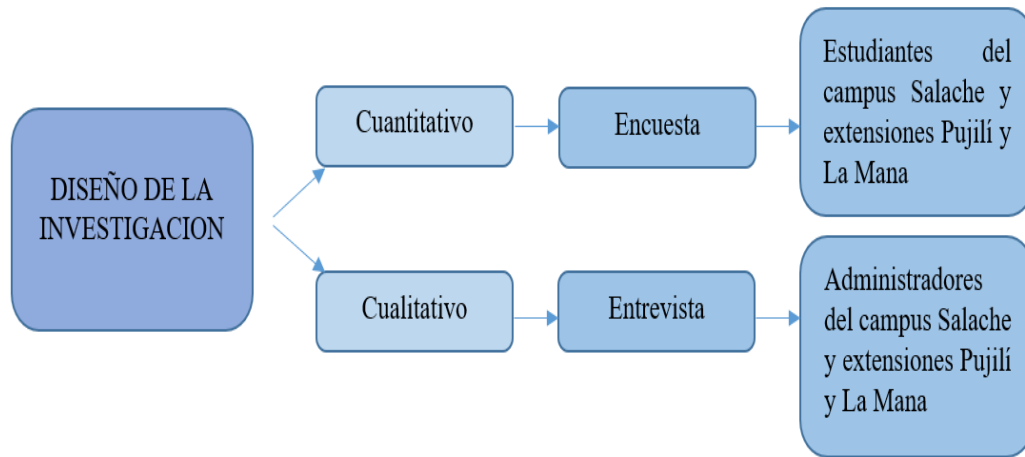 DISEÑO DE LA
INVESTIGACION
Cuantitativo
Encuesta
Estudiantes del
campus Salache y
extensiones Pujilí y
La Mana
Cualitativo
Entrevista
Administradores
del campus Salache
y extensiones Pujilí
y La Mana